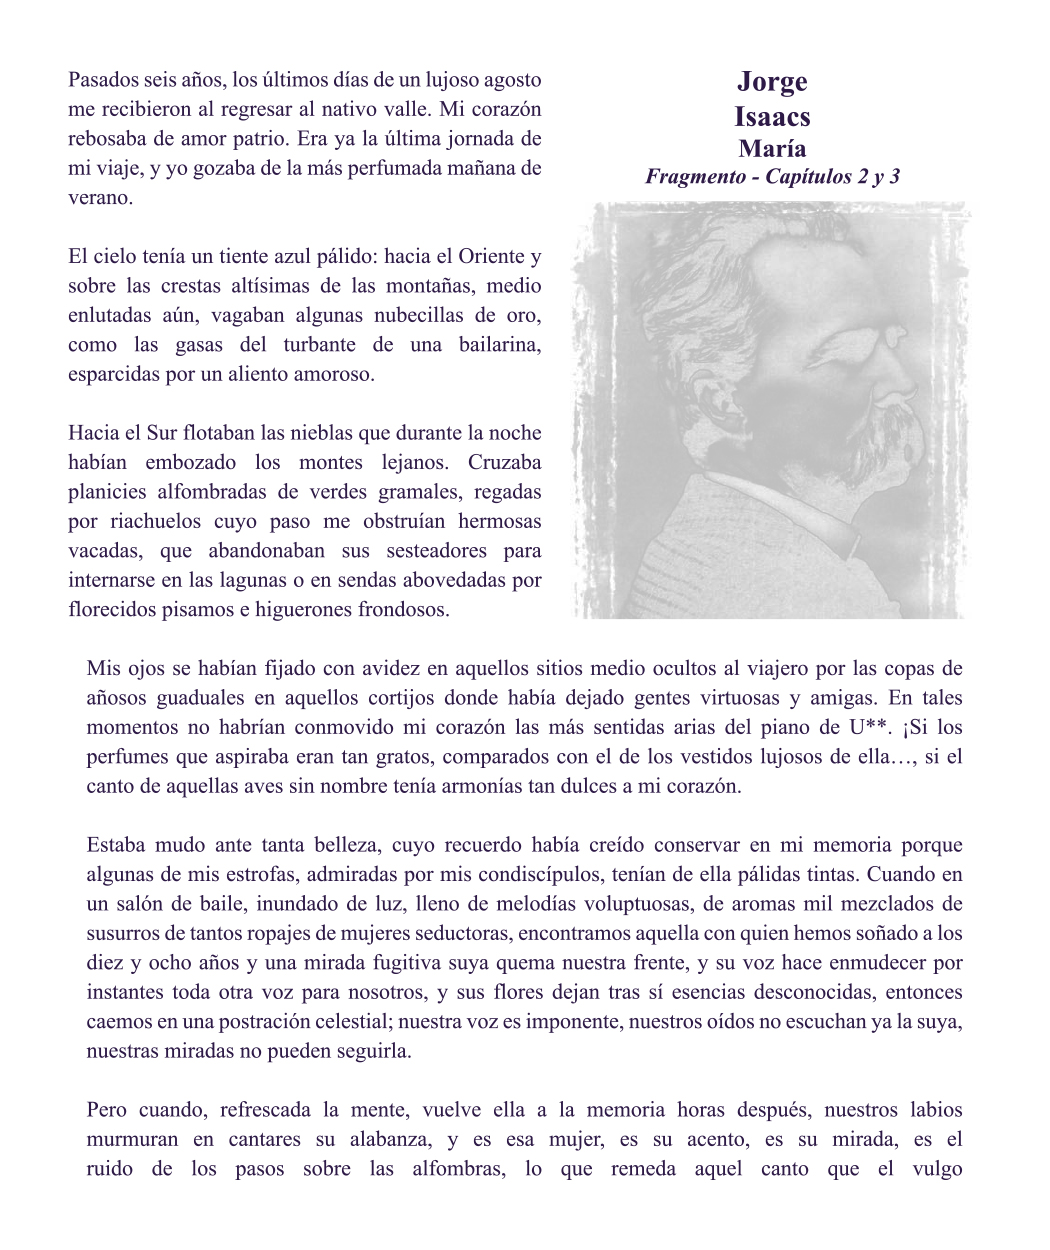 Jorge
Isaacs
María
Fragmento - Capítulos 2 y 3
Pasados seis años, los últimos días de un lujoso agosto
me recibieron al regresar al nativo valle. Mi corazón
rebosaba de amor patrio. Era ya la última jornada de
mi viaje, y yo gozaba de la más perfumada mañana de
verano.
El cielo tenía un tiente azul pálido: hacia el Oriente y
sobre las crestas altísimas de las montañas, medio
enlutadas aún, vagaban algunas nubecillas de oro,
como las gasas del turbante de una bailarina,
esparcidas por un aliento amoroso.
Hacia el Sur flotaban las nieblas que durante la noche
habían embozado los montes lejanos. Cruzaba
planicies alfombradas de verdes gramales, regadas
por riachuelos cuyo paso me obstruían hermosas
vacadas, que abandonaban sus sesteadores para
internarse en las lagunas o en sendas abovedadas por
florecidos pisamos e higuerones frondosos.
Mis ojos se habían fijado con avidez en aquellos sitios medio ocultos al viajero por las copas de
añosos guaduales en aquellos cortijos donde había dejado gentes virtuosas y amigas. En tales
momentos no habrían conmovido mi corazón las más sentidas arias del piano de U**. ¡Si los
perfumes que aspiraba eran tan gratos, comparados con el de los vestidos lujosos de ella…, si el
canto de aquellas aves sin nombre tenía armonías tan dulces a mi corazón.
Estaba mudo ante tanta belleza, cuyo recuerdo había creído conservar en mi memoria porque
algunas de mis estrofas, admiradas por mis condiscípulos, tenían de ella pálidas tintas. Cuando en
un salón de baile, inundado de luz, lleno de melodías voluptuosas, de aromas mil mezclados de
susurros de tantos ropajes de mujeres seductoras, encontramos aquella con quien hemos soñado a los
diez y ocho años y una mirada fugitiva suya quema nuestra frente, y su voz hace enmudecer por
instantes toda otra voz para nosotros, y sus flores dejan tras sí esencias desconocidas, entonces
caemos en una postración celestial; nuestra voz es imponente, nuestros oídos no escuchan ya la suya,
nuestras miradas no pueden seguirla.
Pero cuando, refrescada la mente, vuelve ella a la memoria horas después, nuestros labios
murmuran en cantares su alabanza, y es esa mujer, es su acento, es su mirada, es el
ruido de los pasos sobre las alfombras, lo que remeda aquel canto que el vulgo